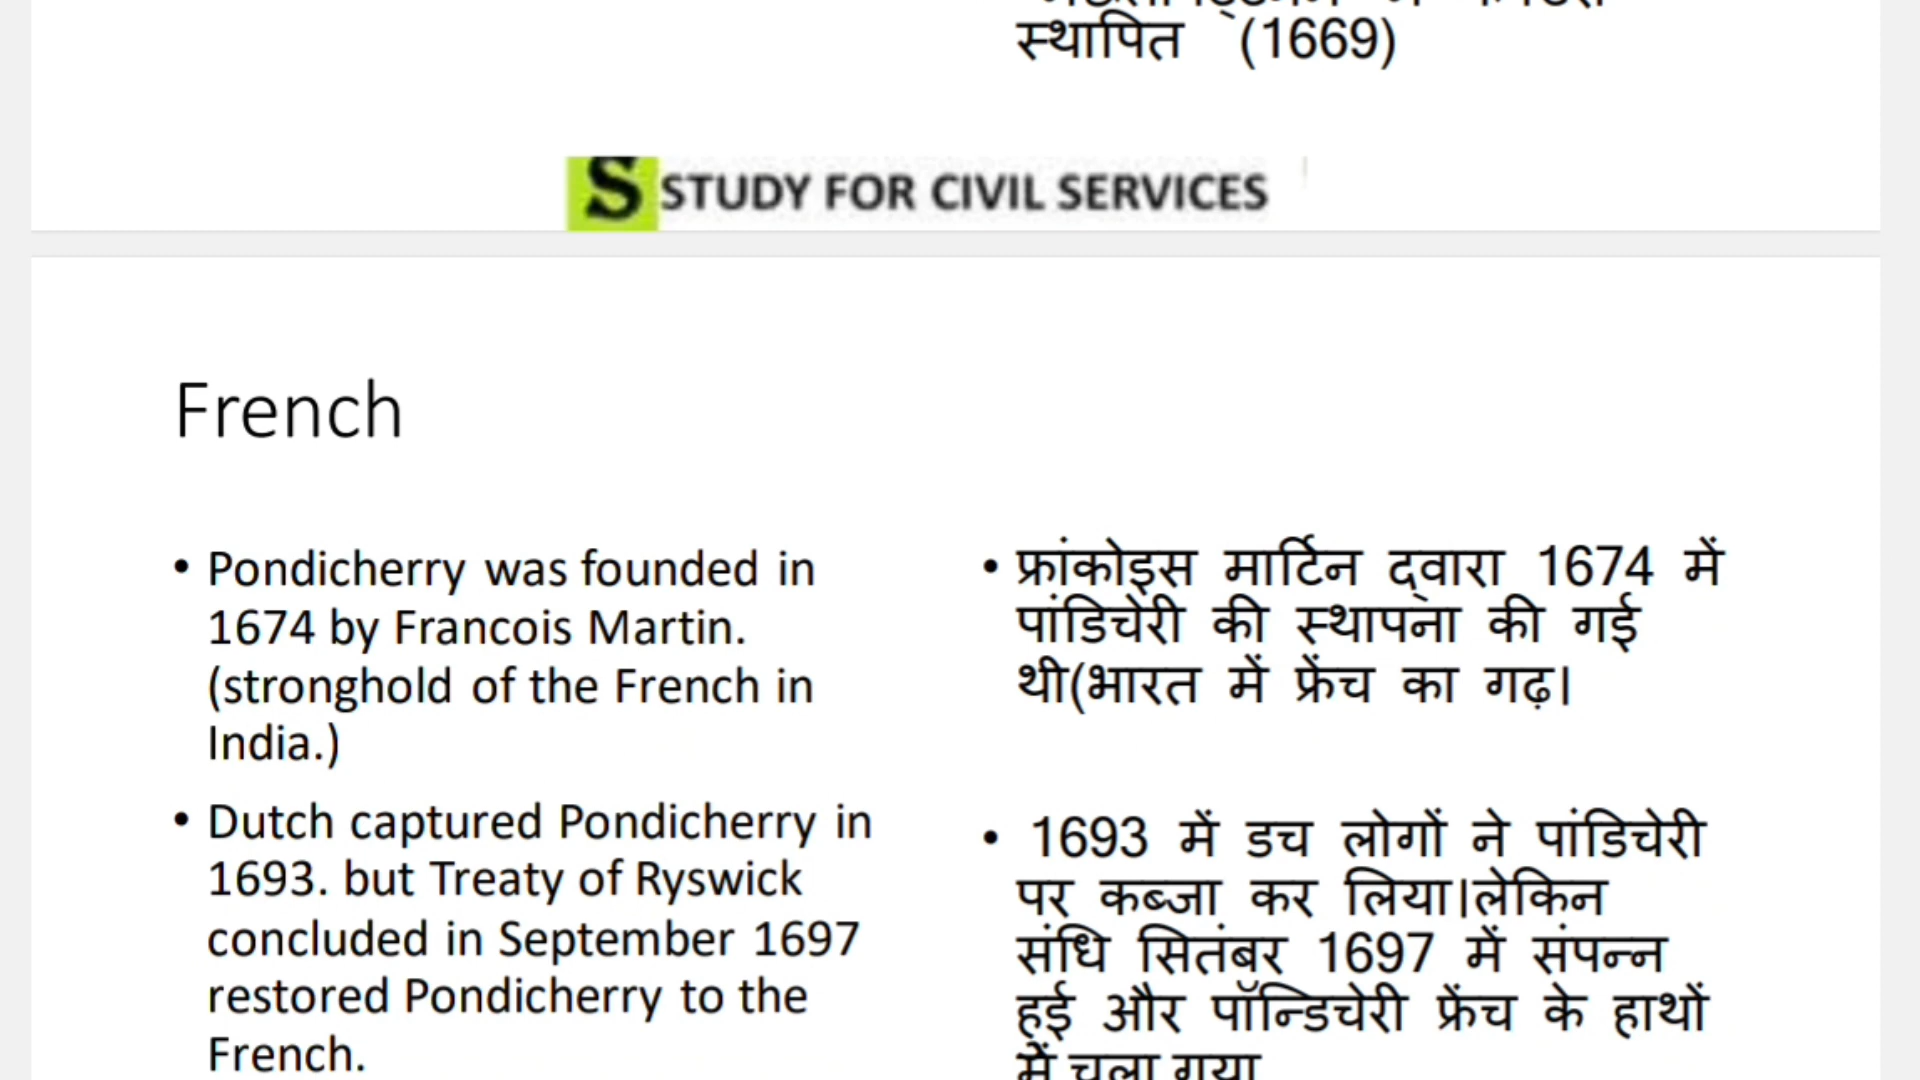 स्थापित (1669)
S STUDY FOR CIVIL SERVICES
French
• Pondicherry was founded in
1674 by Francois Martin.
(stronghold of the French in
India.)
• Dutch captured Pondicherry in
1693. but Treaty of Ryswick
concluded in September 1697
restored Pondicherry to the
French.
• फ्रांकोइस मार्टिन द्वारा 1674 में
पांडिचेरी की स्थापना की गई
थी(भारत में फ्रेंच का गढ़।
• 1693 में डच लोगों ने पांडिचेरी
पर कब्जा कर लिया।लेकिन
संधि सितंबर 1697 में संपन्न
हुई और पॉन्डिचेरी फ्रेंच के हाथों
में चला गया